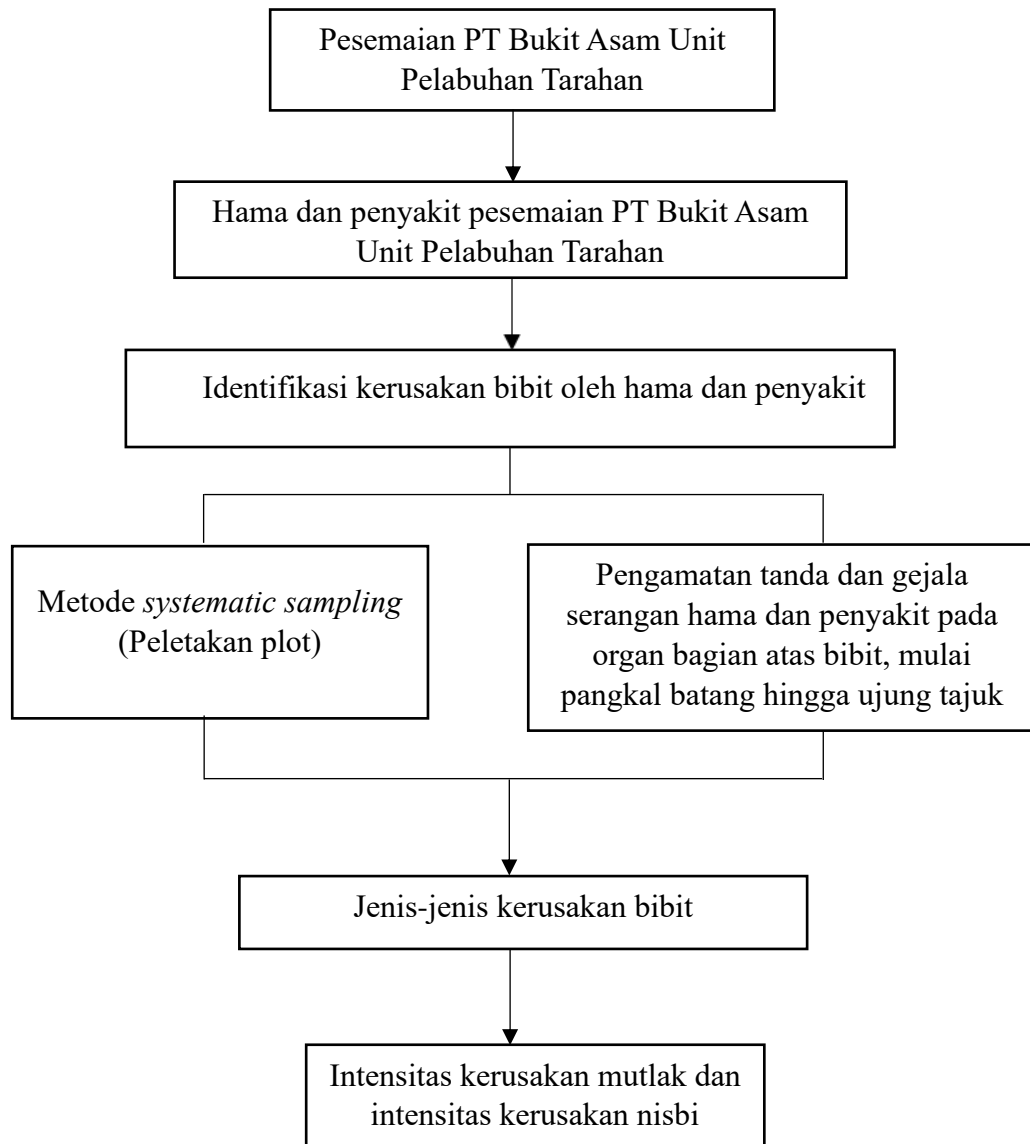 Pesemaian PT Bukit Asam Unit
Pelabuhan Tarahan
Hama dan penyakit pesemaian PT Bukit Asam
Unit Pelabuhan Tarahan
Identifikasi kerusakan bibit oleh hama dan penyakit
Metode systematic sampling
(Peletakan plot)
Pengamatan tanda dan gejala
serangan hama dan penyakit pada
organ bagian atas bibit, mulai
pangkal batang hingga ujung tajuk
Jenis-jenis kerusakan bibit
Intensitas kerusakan mutlak dan
intensitas kerusakan nisbi